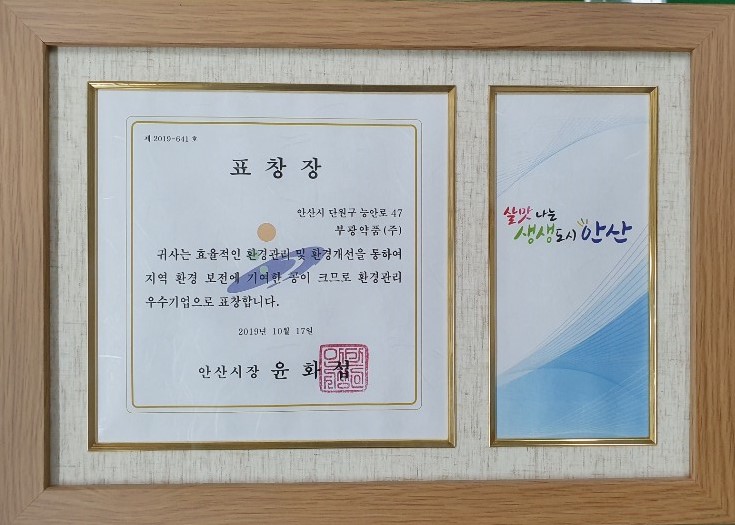 제 2019-641 호
표 창 장
안산시 단원구 능안로 47
부광약품(주)
귀사는 효율적인 환경관리 및 환경개선을 통하여
지역 환경 보전에 기여한 공이 크므로 환경관리
우수기업으로 표창합니다.
2019년 10월 17일
안산시장 윤 화 섭
살맛 나는
생생도시 안산